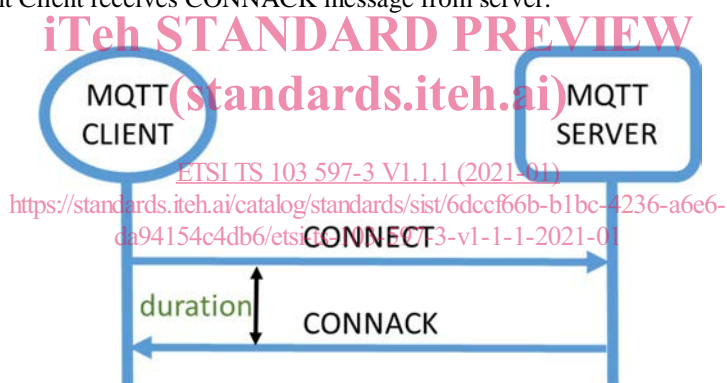 nt Client receives CONNACK message from server.
iTeh STANDARD PREVIEW
(standards.iteh.ai)
MQTT
CLIENT
MQTT
SERVER
ETSI TS 103 597-3 V1.1.1 (2021-01)
https://standards.iteh.ai/catalog/standards/sist/6dccf66b-b1bc-4236-a6e6-
da94154c4db6/etsi-ts-103-597-3-v1-1-1-2021-01
CONNECT
duration
CONNACK